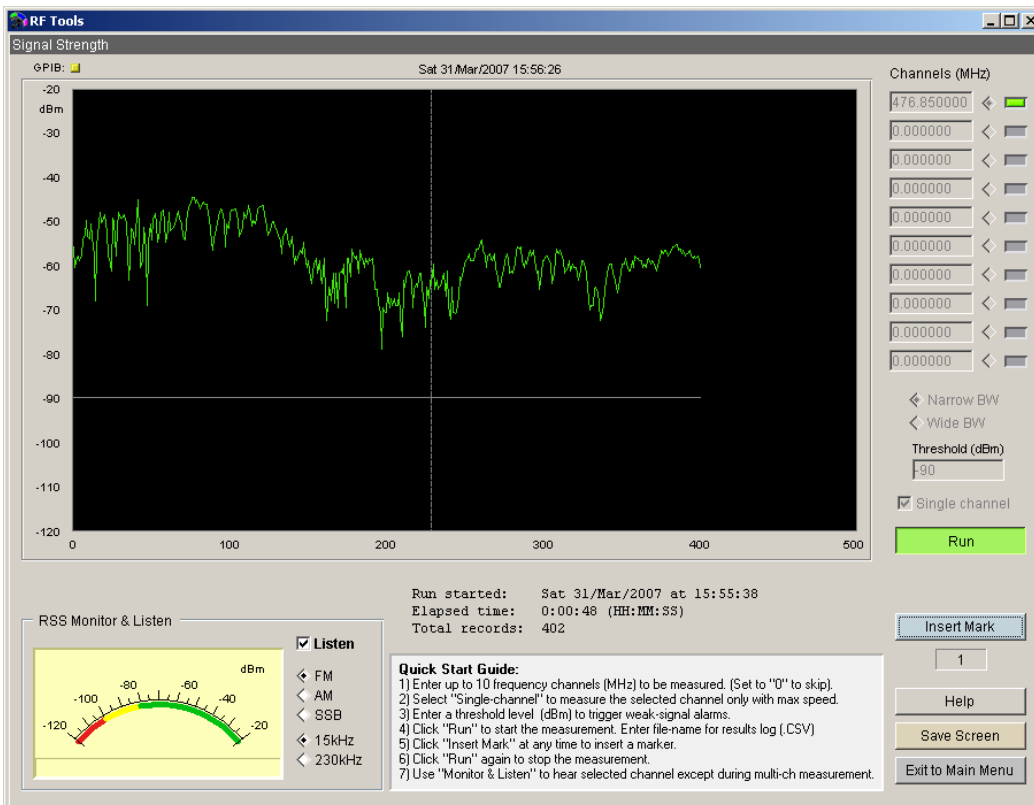 RF Tools
Signal Strength
GPIB:
Sat 31/Mar/2007 15:56:26
-20
dBm
-30
-40
-50
-60
-70
-80
-90
-100
-110
-120
0
100
200
300
400
500
Channels (MHz)
476.850000
0.000000
0.000000
0.000000
0.000000
0.000000
0.000000
0.000000
0.000000
0.000000
Narrow BW
Wide BW
Threshold (dBm)
-90
Single channel
Run
Run started: Sat 31/Mar/2007 at 15:55:38
Elapsed time: 0:00:48 (HH:MM:SS)
Total records: 402
RSS Monitor & Listen
dBm
-120
-100
-80
-60
-40
-20
Listen
FM
AM
SSB
15kHz
230kHz
Quick Start Guide:
1) Enter up to 10 frequency channels (MHz) to be measured. (Set to "0" to skip).
2) Select "Single-channel" to measure the selected channel only with max speed.
3) Enter a threshold level (dBm) to trigger weak-signal alarms.
4) Click "Run" to start the measurement. Enter file-name for results log (.CSV)
5) Click "Insert Mark" at any time to insert a marker.
6) Click "Run" again to stop the measurement.
7) Use "Monitor & Listen" to hear selected channel except during multi-ch measurement.
Insert Mark
1
Help
Save Screen
Exit to Main Menu